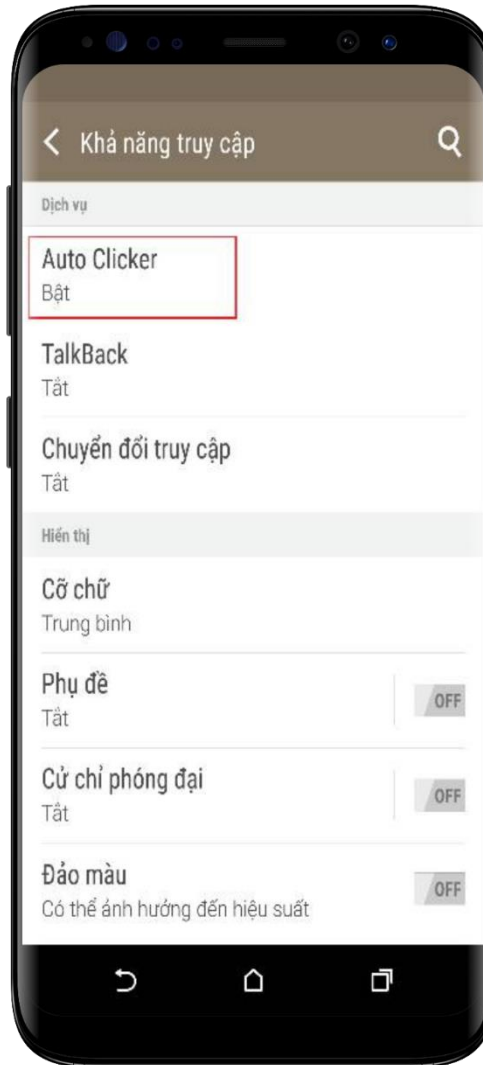 Khả năng truy cập
Dịch vụ
Auto Clicker
Bật
TalkBack
Tắt
Chuyển đổi truy cập
Tắt
Hiển thị
Cỡ chữ
Trung bình
Phụ đề
Tắt
OFF
Cử chỉ phóng đại
Tắt
OFF
Đảo màu
Có thể ảnh hưởng đến hiệu suất
OFF